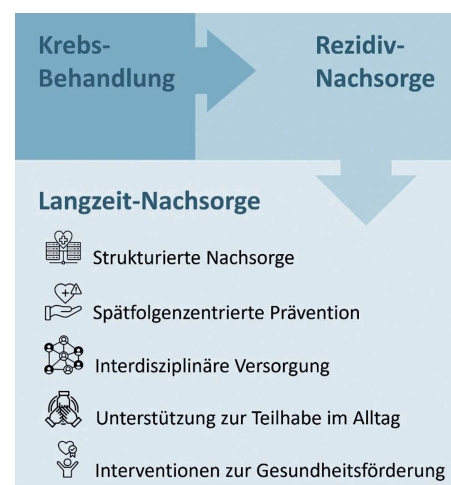 Krebs-
Behandlung
Rezidiv-
Nachsorge
Langzeit-Nachsorge
Strukturierte Nachsorge
Spätfolgenzentrierte Prävention
Interdisziplinäre Versorgung
Unterstützung zur Teilhabe im Alltag
Interventionen zur Gesundheitsförderung